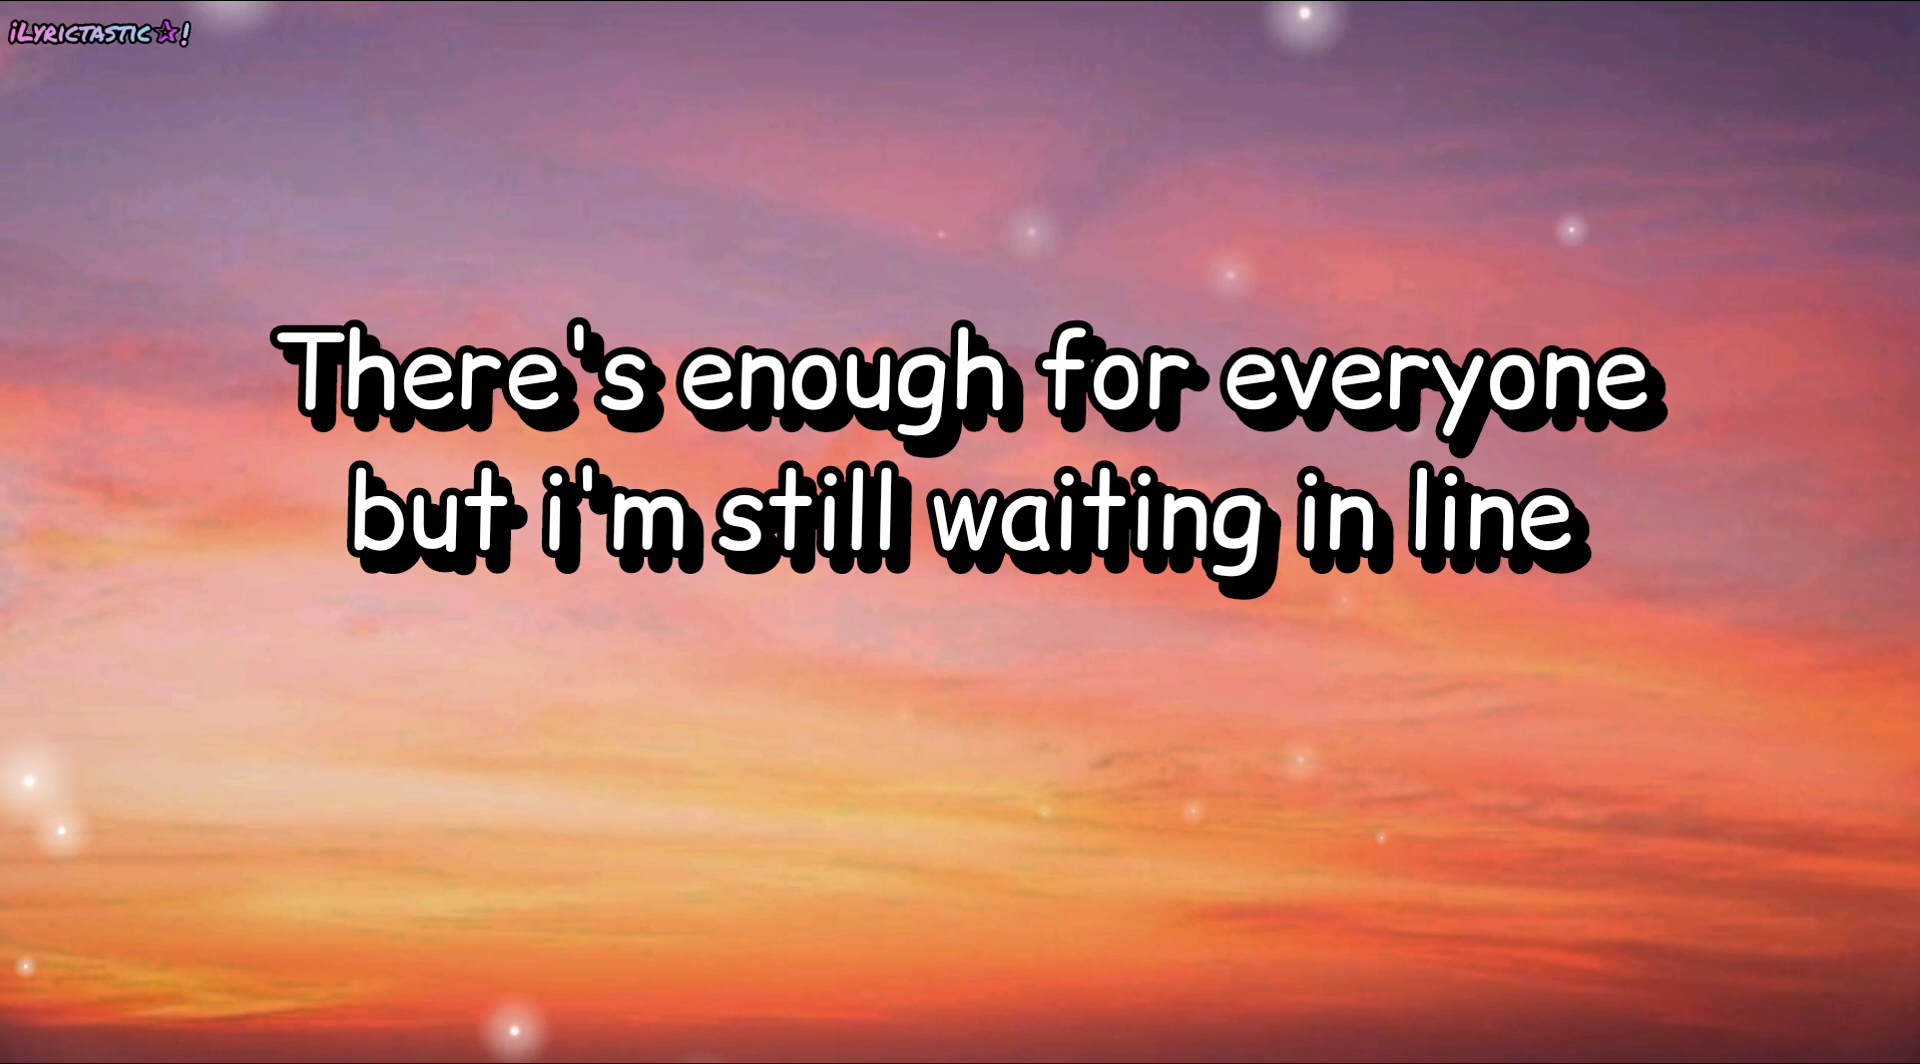 iLyrictastic☆!
There's enough for everyone
but i'm still waiting in line